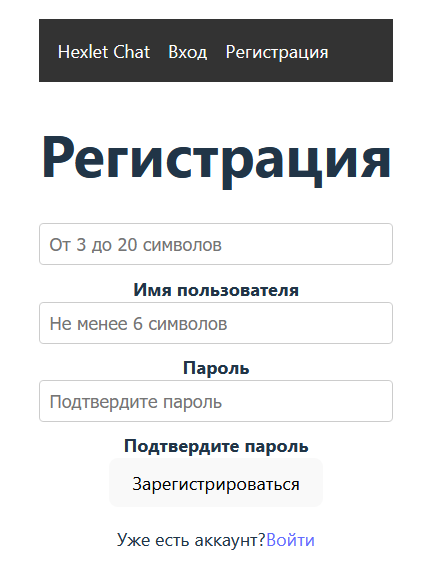 Hexlet Chat Вход Регистрация
Регистрация
От 3 до 20 символов
Имя пользователя
Не менее 6 символов
Пароль
Подтвердите пароль
Подтвердите пароль
Зарегистрироваться
Уже есть аккаунт?Войти